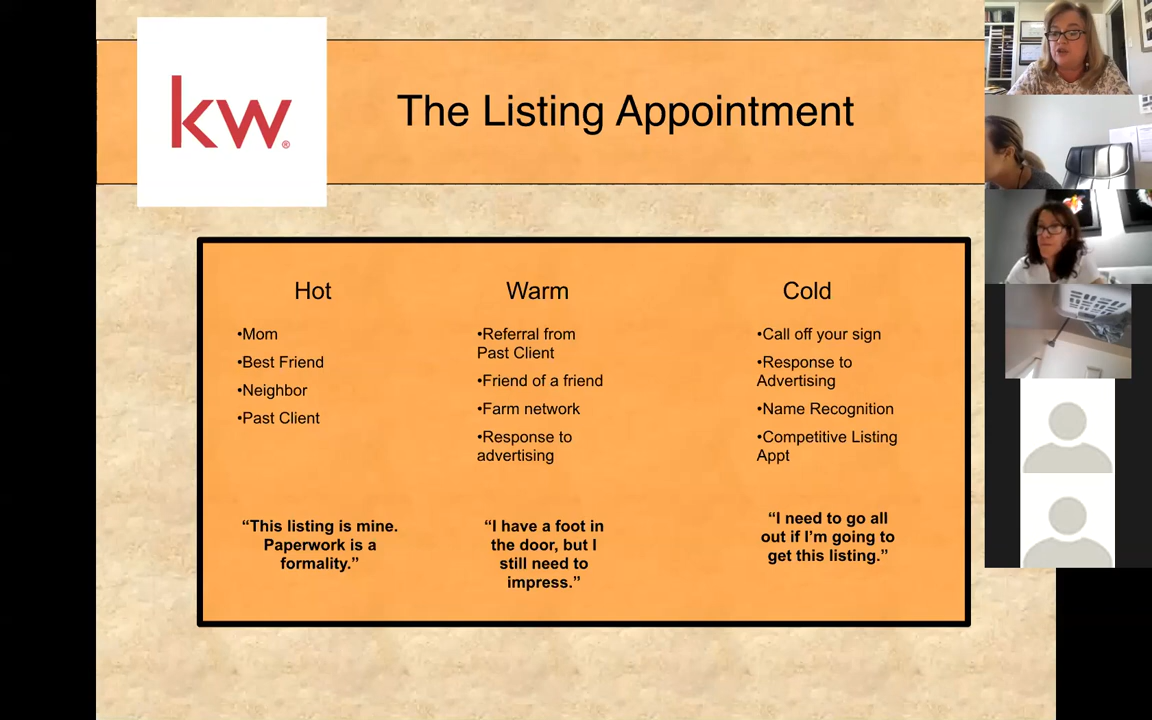 kw®
The Listing Appointment
Hot
•Mom
•Best Friend
•Neighbor
•Past Client
“This listing is mine.
Paperwork is a
formality.”
Warm
•Referral from
Past Client
•Friend of a friend
•Farm network
•Response to
advertising
“I have a foot in
the door, but I
still need to
impress.”
Cold
•Call off your sign
•Response to
Advertising
•Name Recognition
•Competitive Listing
Appt
“I need to go all
out if I’m going to
get this listing.”